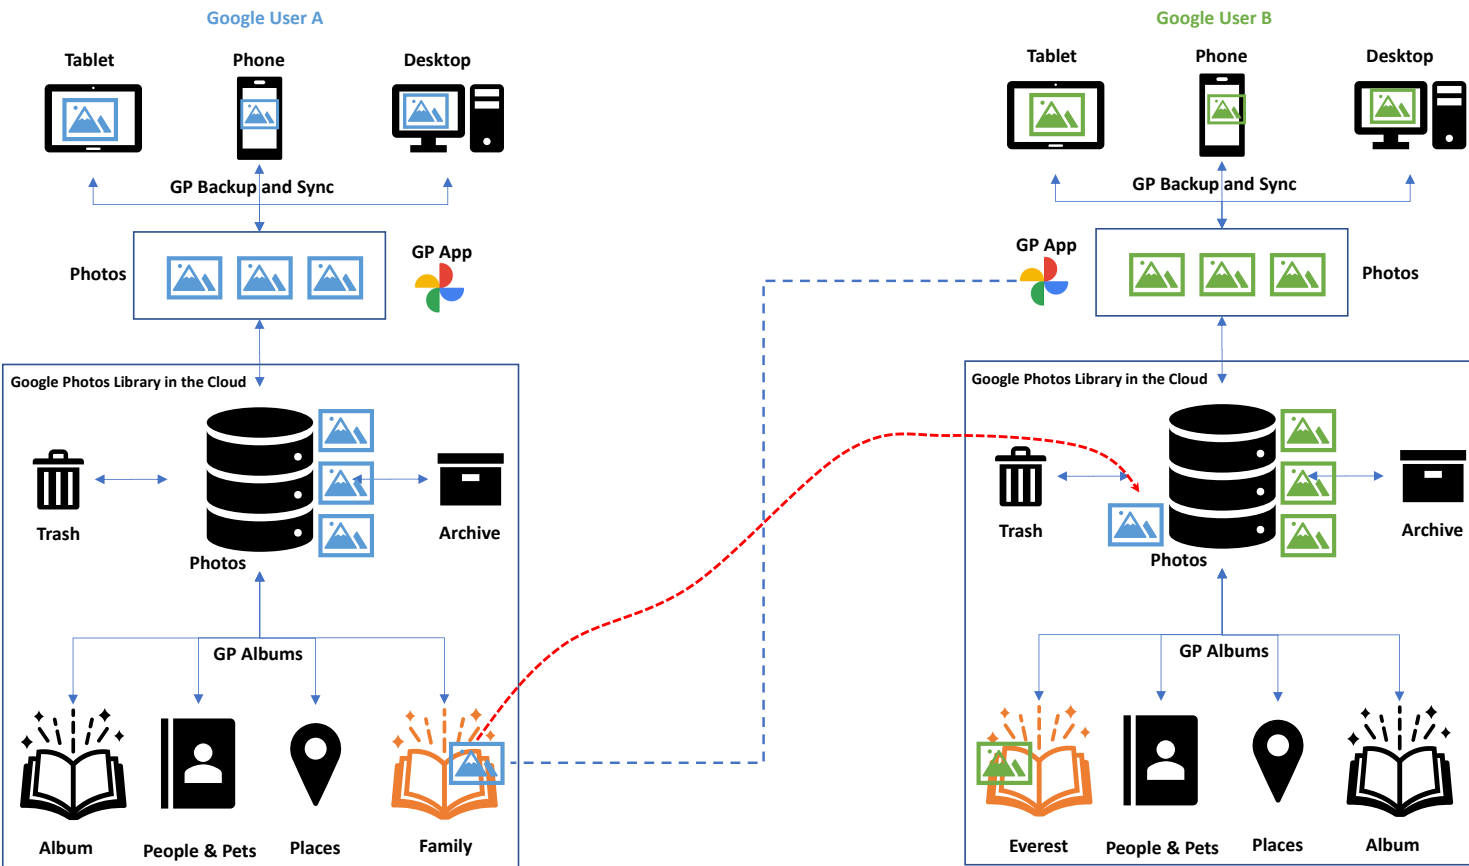 Google User A
Google User B
Tablet
Phone
Desktop
Tablet
Phone
Desktop
GP Backup and Sync
GP Backup and Sync
Photos
GP App
GP App
Photos
Google Photos Library in the Cloud
Google Photos Library in the Cloud
Trash
Photos
Archive
Trash
Photos
Archive
GP Albums
GP Albums
Album
People & Pets
Places
Family
Everest
People & Pets
Places
Album